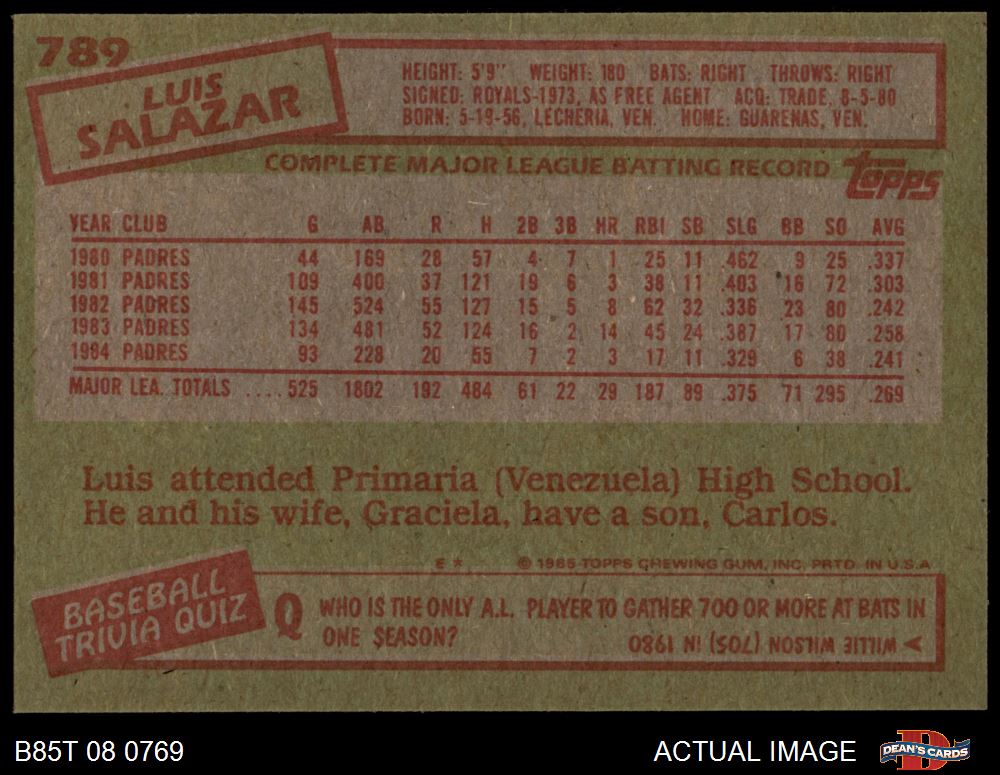 789
LUIS
SALAZAR
HEIGHT: 5'9" WEIGHT: 180 BATS: RIGHT THROWS: RIGHT
SIGNED: ROYALS-1973, AS FREE AGENT ACQ: TRADE, 8-5-80
BORN: 5-19-56, LECHERIA, VEN. HOME: GUARENAS, VEN.
COMPLETE MAJOR LEAGUE BATTING RECORD
TOPPS
YEAR CLUB G AB R H 2B 3B HR RBI SB SLG BB SO AVG
1980 PADRES 44 169 28 57 4 7 1 25 11 .462 9 25 .337
1981 PADRES 109 400 37 121 19 6 3 38 11 .403 16 72 .303
1982 PADRES 145 524 55 127 15 5 8 62 32 .336 23 80 .242
1983 PADRES 134 481 52 124 16 2 14 45 24 .387 17 80 .258
1984 PADRES 93 228 20 55 7 2 3 17 11 .329 6 38 .241
MAJOR LEA. TOTALS .... 525 1802 192 484 61 22 29 187 89 .375 71 295 .269
Luis attended Primaria (Venezuela) High School.
He and his wife, Graciela, have a son, Carlos.
E * © 1985 TOPPS CHEWING GUM, INC. PRTD. IN U.S.A
BASEBALL
TRIVIA QUIZ
Q WHO IS THE ONLY A.L. PLAYER TO GATHER 700 OR MORE AT BATS IN
ONE SEASON?
WILLIE WILSON (705) IN 1980
B85T 08 0769
ACTUAL IMAGE
D
DEAN'S CARDS